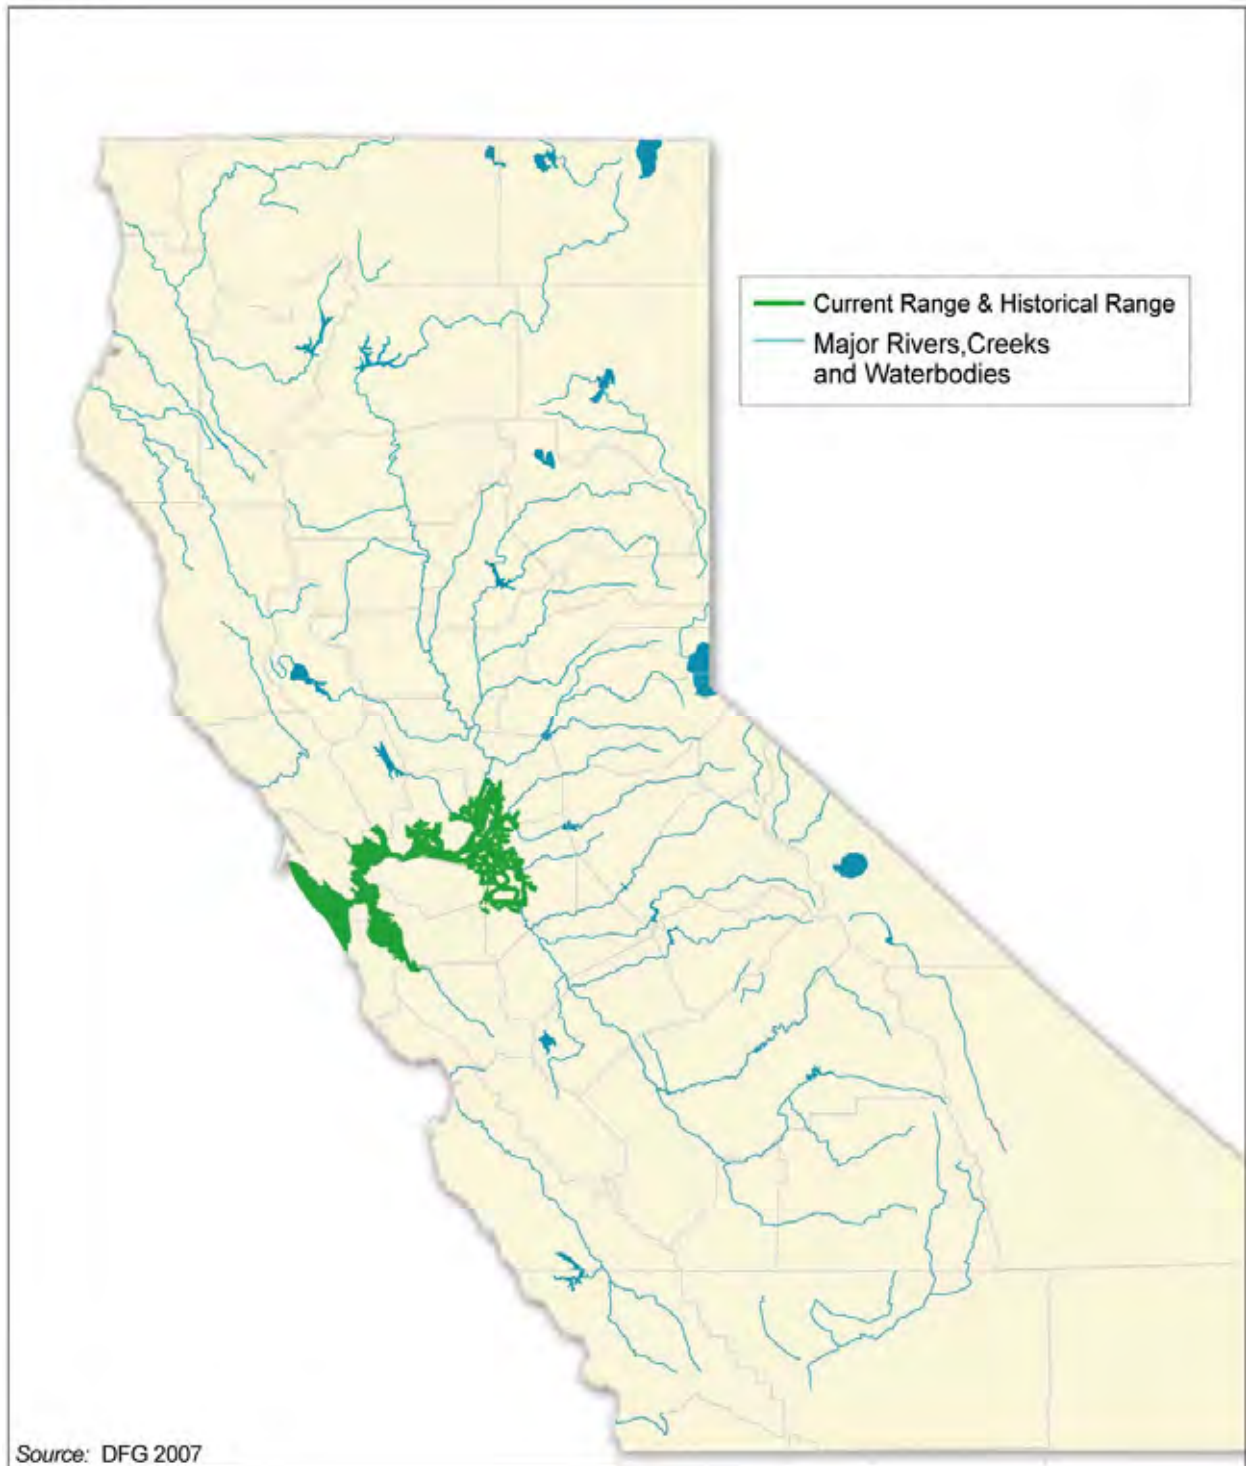 Current Range & Historical Range
Major Rivers,Creeks
and Waterbodies
Source: DFG 2007